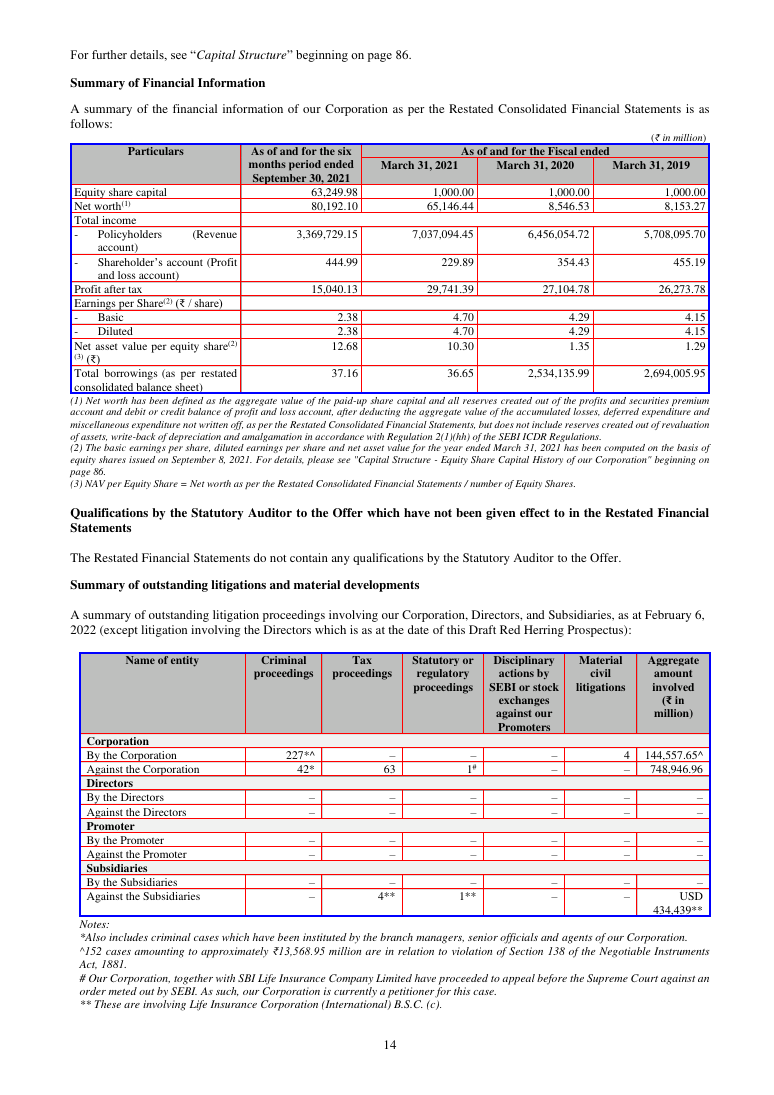 For further details, see “Capital Structure” beginning on page 86.
Summary of Financial Information
A summary of the financial information of our Corporation as per the Restated Consolidated Financial Statements is as
follows:
(₹ in million)
Particulars As of and for the six months period ended September 30, 2021 As of and for the Fiscal ended
March 31, 2021 March 31, 2020 March 31, 2019
Equity share capital 63,249.98 1,000.00 1,000.00 1,000.00
Net worth(1) 80,192.10 65,146.44 8,546.53 8,153.27
Total income
- Policyholders (Revenue account) 3,369,729.15 7,037,094.45 6,456,054.72 5,708,095.70
- Shareholder’s account (Profit and loss account) 444.99 229.89 354.43 455.19
Profit after tax 15,040.13 29,741.39 27,104.78 26,273.78
Earnings per Share(2) (₹ / share)
- Basic 2.38 4.70 4.29 4.15
- Diluted 2.38 4.70 4.29 4.15
Net asset value per equity share(2) (3) (₹) 12.68 10.30 1.35 1.29
Total borrowings (as per restated consolidated balance sheet) 37.16 36.65 2,534,135.99 2,694,005.95
(1) Net worth has been defined as the aggregate value of the paid-up share capital and all reserves created out of the profits and securities premium
account and debit or credit balance of profit and loss account, after deducting the aggregate value of the accumulated losses, deferred expenditure and
miscellaneous expenditure not written off, as per the Restated Consolidated Financial Statements, but does not include reserves created out of revaluation
of assets, write-back of depreciation and amalgamation in accordance with Regulation 2(1)(hh) of the SEBI ICDR Regulations.
(2) The basic earnings per share, diluted earnings per share and net asset value for the year ended March 31, 2021 has been computed on the basis of
equity shares issued on September 8, 2021. For details, please see "Capital Structure - Equity Share Capital History of our Corporation" beginning on
page 86.
(3) NAV per Equity Share = Net worth as per the Restated Consolidated Financial Statements / number of Equity Shares.
Qualifications by the Statutory Auditor to the Offer which have not been given effect to in the Restated Financial
Statements
The Restated Financial Statements do not contain any qualifications by the Statutory Auditor to the Offer.
Summary of outstanding litigations and material developments
A summary of outstanding litigation proceedings involving our Corporation, Directors, and Subsidiaries, as at February 6,
2022 (except litigation involving the Directors which is as at the date of this Draft Red Herring Prospectus):
Name of entity Criminal proceedings Tax proceedings Statutory or regulatory proceedings Disciplinary actions by SEBI or stock exchanges against our Promoters Material civil litigations Aggregate amount involved (₹ in million)
Corporation
By the Corporation 227*^ – – – 4 144,557.65^
Against the Corporation 42* 63 1# – – 748,946.96
Directors
By the Directors – – – – – –
Against the Directors – – – – – –
Promoter
By the Promoter – – – – – –
Against the Promoter – – – – – –
Subsidiaries
By the Subsidiaries – – – – – –
Against the Subsidiaries – 4** 1** – – USD 434,439**
Notes:
*Also includes criminal cases which have been instituted by the branch managers, senior officials and agents of our Corporation.
^152 cases amounting to approximately ₹13,568.95 million are in relation to violation of Section 138 of the Negotiable Instruments
Act, 1881.
# Our Corporation, together with SBI Life Insurance Company Limited have proceeded to appeal before the Supreme Court against an
order meted out by SEBI. As such, our Corporation is currently a petitioner for this case.
** These are involving Life Insurance Corporation (International) B.S.C. (c).
14